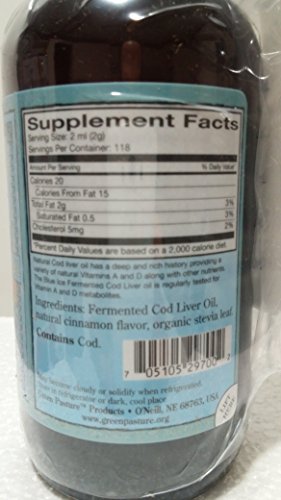 Supplement Facts
Serving Size: 2 ml (2g)
Servings Per Container: 118
Amount Per Serving % Daily Value*
Calories 20
Calories From Fat 15
Total Fat 2g 3%
Saturated Fat 0.5 3%
Cholesterol 5mg 2%
*Percent Daily Values are based on a 2,000 calorie diet.
Natural Cod liver oil has a deep and rich history providing a
variety of natural Vitamins A and D along with other nutrients.
The Blue Ice Fermented Cod Liver oil is regularly tested for
Vitamin A and D metabolites.
Ingredients: Fermented Cod Liver Oil,
natural cinnamon flavor, organic stevia leaf.
Contains Cod.
7 05105 29700 7
may become cloudy or solidify when refrigerated.
in refrigerator or dark, cool place
Green Pasture™ Products • O'Neill, NE 68763, USA
www.greenpasture.org